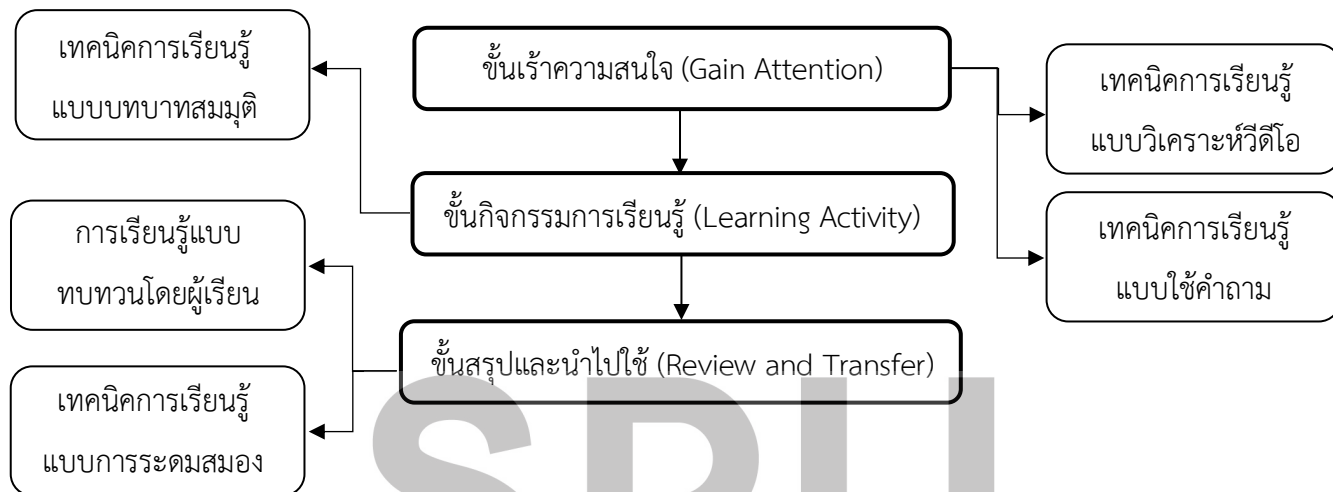 เทคนิคการเรียนรู้
แบบบทบาทสมมุติ
ขั้นเร้าความสนใจ (Gain Attention)
เทคนิคการเรียนรู้
แบบวิเคราะห์วีดีโอ
ขั้นกิจกรรมการเรียนรู้ (Learning Activity)
การเรียนรู้แบบ
ทบทวนโดยผู้เรียน
เทคนิคการเรียนรู้
แบบใช้คำถาม
ขั้นสรุปและนำไปใช้ (Review and Transfer)
เทคนิคการเรียนรู้
แบบการระดมสมอง
SPU